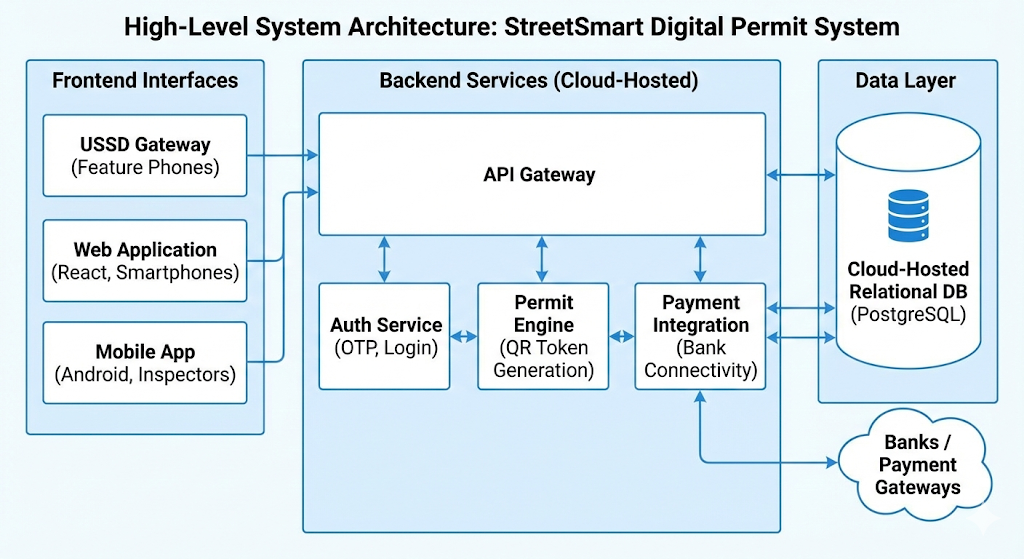 High-Level System Architecture: StreetSmart Digital Permit System
Frontend Interfaces
USSD Gateway
(Feature Phones)
Web Application
(React, Smartphones)
Mobile App
(Android, Inspectors)
Backend Services (Cloud-Hosted)
API Gateway
Auth Service
(OTP, Login)
Permit
Engine
(QR Token
Generation)
Payment
Integration
(Bank
Connectivity)
Data Layer
Cloud-Hosted
Relational DB
(PostgreSQL)
Banks /
Payment
Gateways